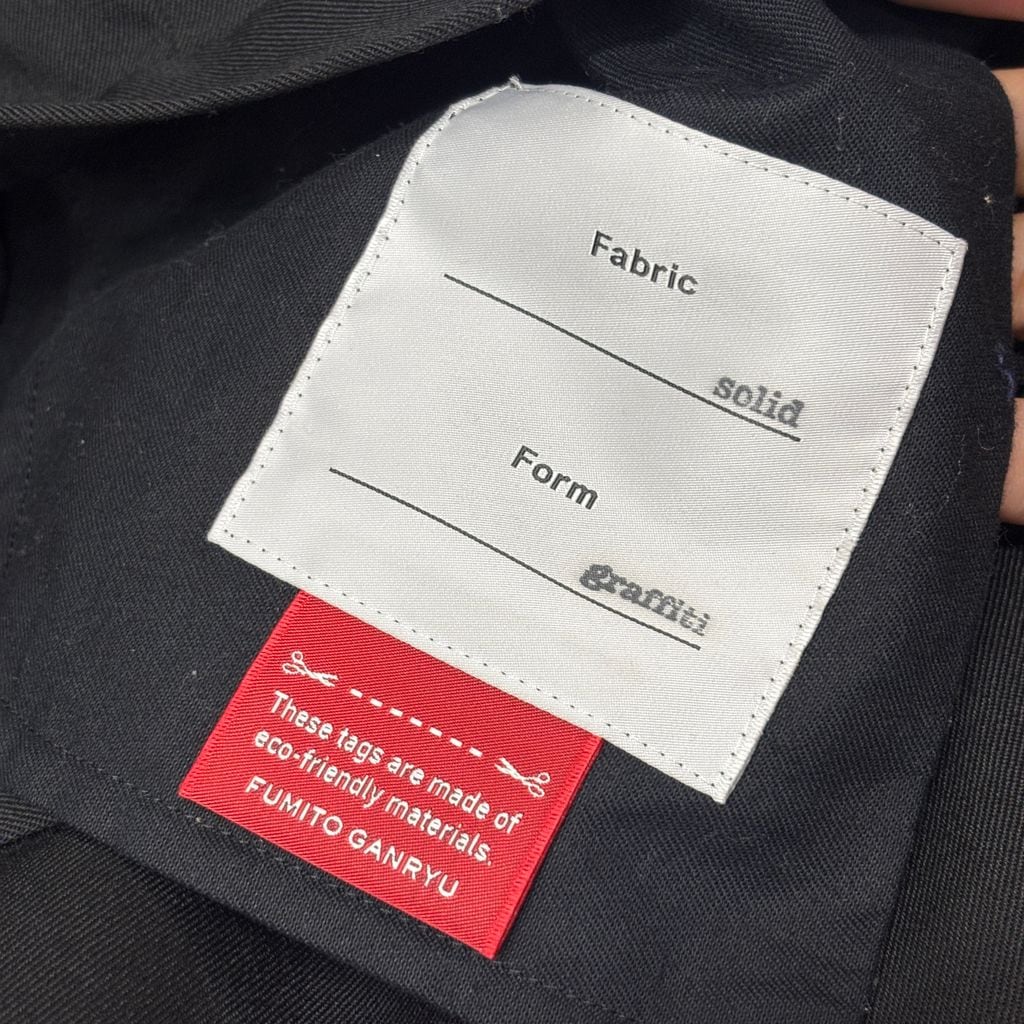 Fabric
solid
Form
graffiti
These tags are made of
eco-friendly materials.
FUMITO GANRYU